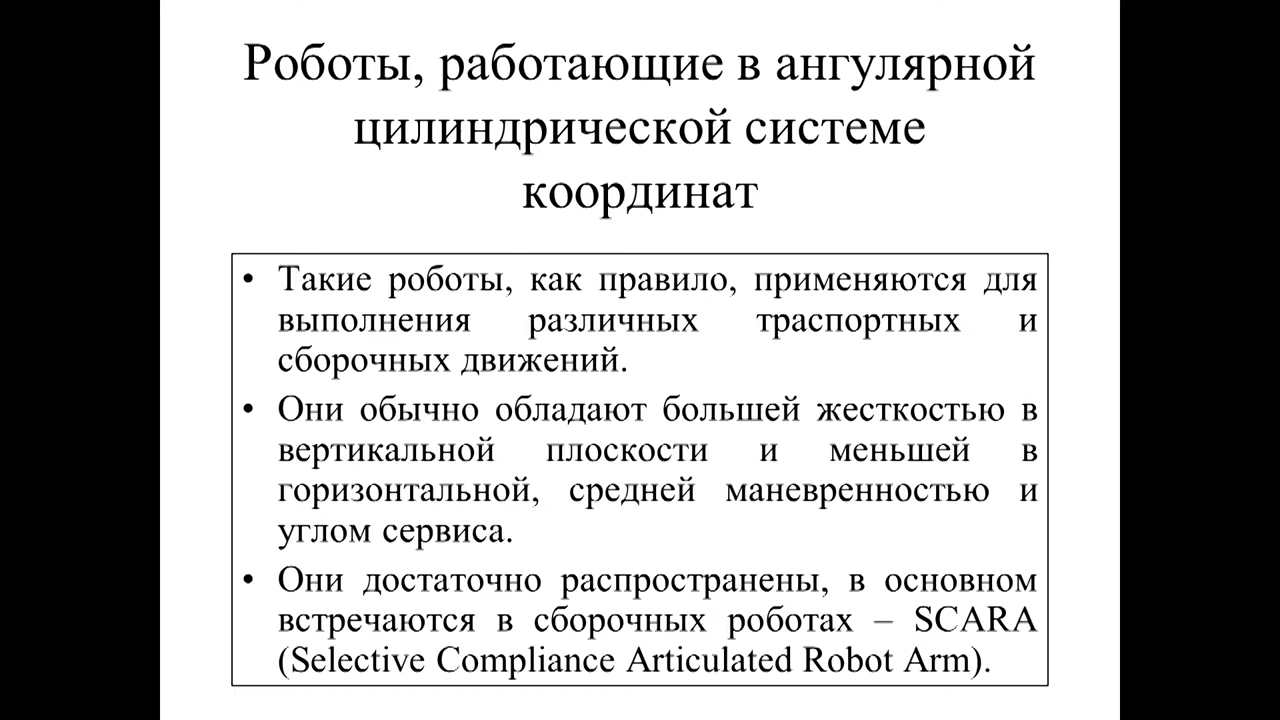 Роботы, работающие в ангулярной
цилиндрической системе
координат
• Такие роботы, как правило, применяются для
выполнения различных траспортных и
сборочных движений.
• Они обычно обладают большей жесткостью в
вертикальной плоскости и меньшей в
горизонтальной, средней маневренностью и
углом сервиса.
• Они достаточно распространены, в основном
встречаются в сборочных роботах – SCARA
(Selective Compliance Articulated Robot Arm).